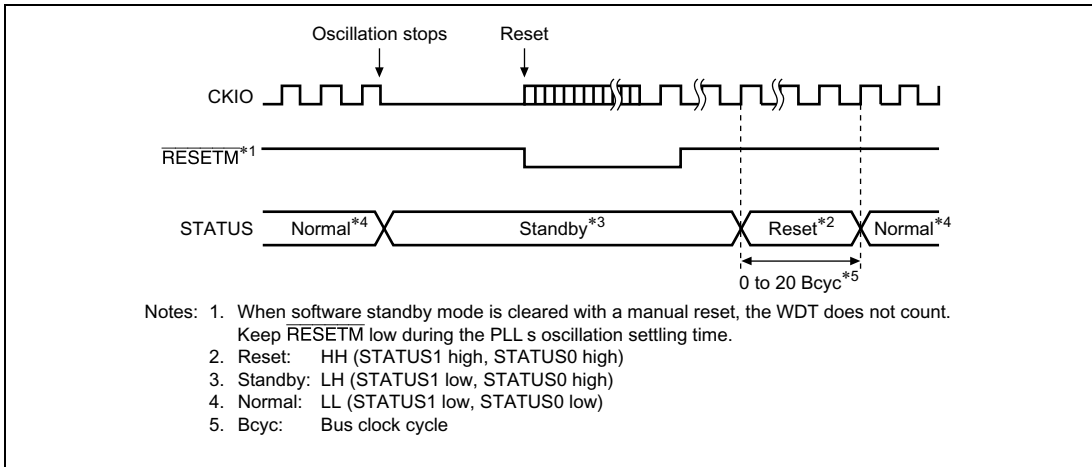 Oscillation stops Reset
CKIO
RESETM*1
STATUS Normal*4 Standby*3 Reset*2 Normal*4
0 to 20 Bcyc*5
Notes: 1. When software standby mode is cleared with a manual reset, the WDT does not count.
Keep RESETM low during the PLL s oscillation settling time.
2. Reset: HH (STATUS1 high, STATUS0 high)
3. Standby: LH (STATUS1 low, STATUS0 high)
4. Normal: LL (STATUS1 low, STATUS0 low)
5. Bcyc: Bus clock cycle